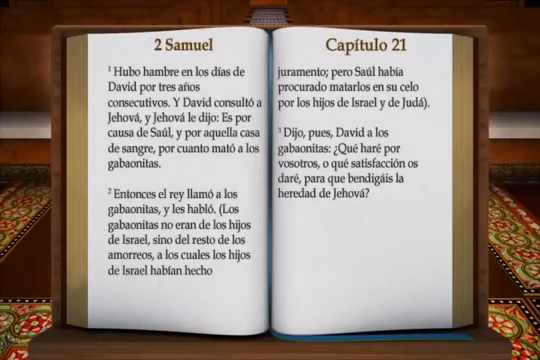 2 Samuel
¹ Hubo hambre en los días de
David por tres años
consecutivos. Y David consultó a
Jehová, y Jehová le dijo: Es por
causa de Saúl, y por aquella casa
de sangre, por cuanto mató a los
gabaonitas.
² Entonces el rey llamó a los
gabaonitas, y les habló. (Los
gabaonitas no eran de los hijos
de Israel, sino del resto de los
amorreos, a los cuales los hijos
de Israel habían hecho
Capítulo 21
juramento; pero Saúl había
procurado matarlos en su celo
por los hijos de Israel y de Judá).
³ Dijo, pues, David a los
gabaonitas: ¿Qué haré por
vosotros, o qué satisfacción os
daré, para que bendigáis la
heredad de Jehová?